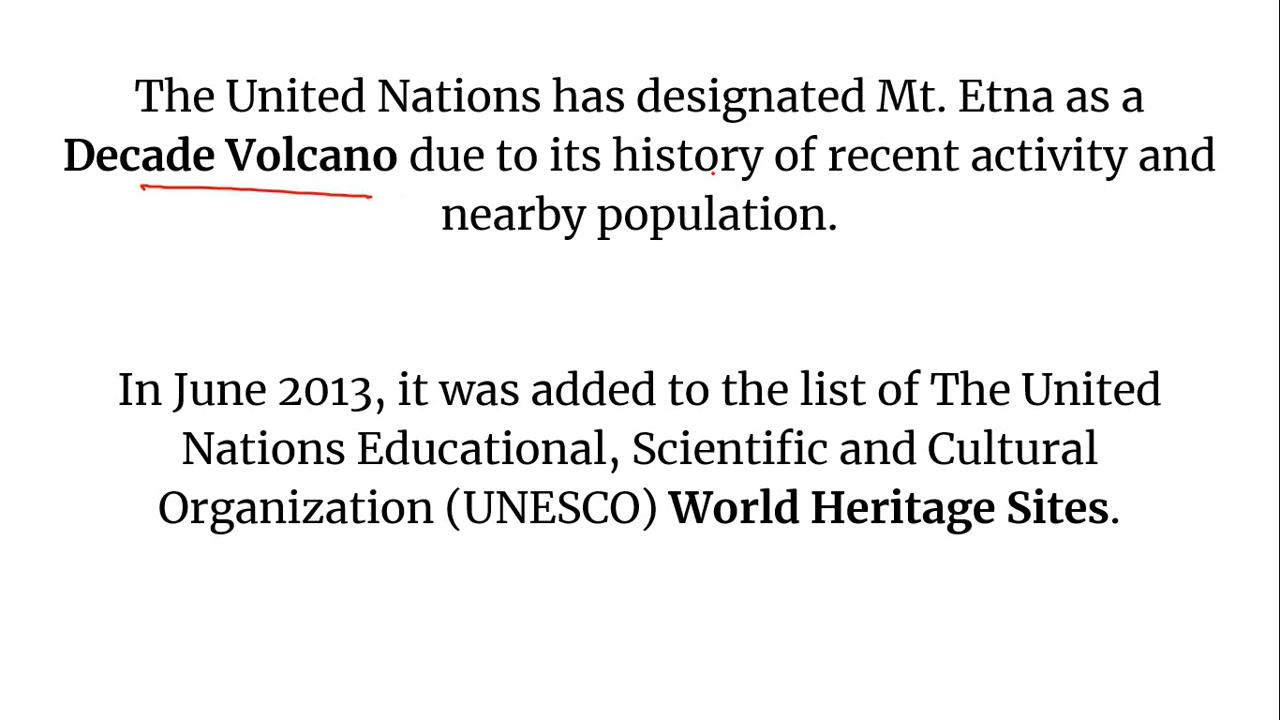 The United Nations has designated Mt. Etna as a
Decade Volcano due to its history of recent activity and
nearby population.
In June 2013, it was added to the list of The United
Nations Educational, Scientific and Cultural
Organization (UNESCO) World Heritage Sites.